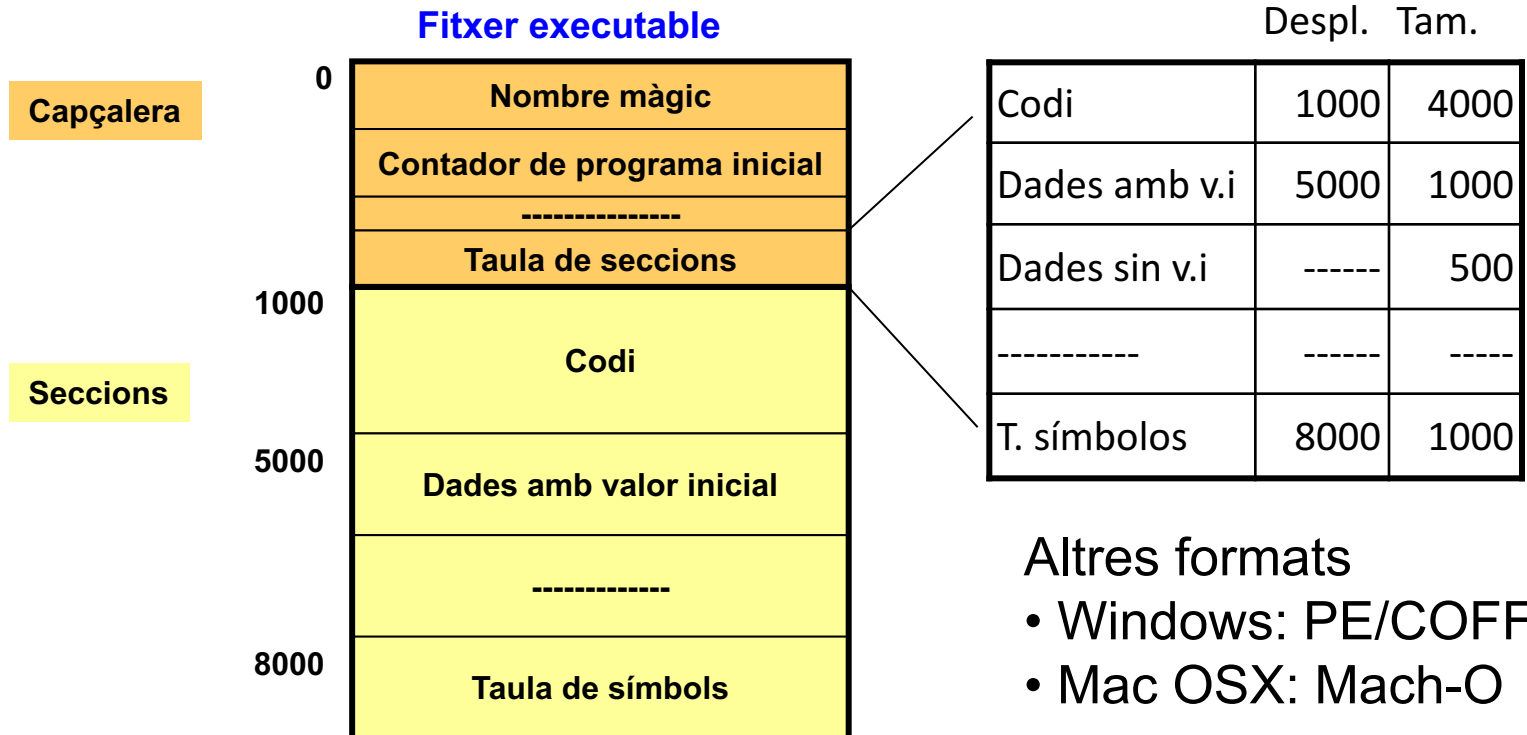 Fitxer executable
Despl. Tam.
0
Capçalera
Nombre màgic
Contador de programa inicial
---------------
Taula de seccions
1000
Seccions
Codi
5000
Dades amb valor inicial
-------------
8000
Taula de símbols
Codi 1000 4000
Dades amb v.i 5000 1000
Dades sin v.i ------ 500
----------- ------ -----
T. símbolos 8000 1000
Altres formats
• Windows: PE/COFF
• Mac OSX: Mach-O